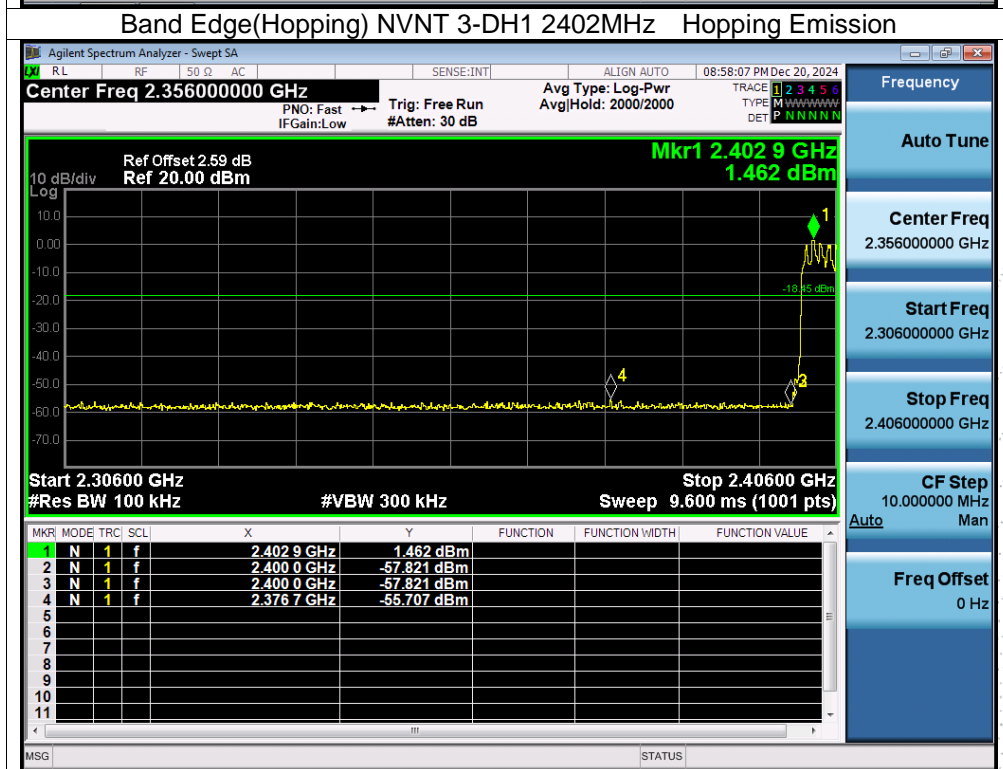 Band Edge(Hopping) NVNT 3-DH1 2402MHz Hopping Emission
Agilent Spectrum Analyzer - Swept SA
LXI RL RF 50 Ω AC SENSE:INT ALIGN AUTO 08:58:07 PM Dec 20, 2024
Center Freq 2.356000000 GHz
PNO: Fast
IFGain:Low
Trig: Free Run
#Atten: 30 dB
Avg Type: Log-Pwr
Avg|Hold: 2000/2000
TRACE 1 2 3 4 5 6
TYPE M WWWWW
DET P N N N N N
Ref Offset 2.59 dB
Ref 20.00 dBm
10 dB/div
Log
Mkr1 2.402 9 GHz
1.462 dBm
10.0
0.00
-10.0
-20.0
-30.0
-40.0
-50.0
-60.0
-70.0
1
-18.45 dBm
4
3
Start 2.30600 GHz Stop 2.40600 GHz
#Res BW 100 kHz #VBW 300 kHz Sweep 9.600 ms (1001 pts)
MKR MODE TRC SCL X Y FUNCTION FUNCTION WIDTH FUNCTION VALUE
1 N 1 f 2.402 9 GHz 1.462 dBm
2 N 1 f 2.400 0 GHz -57.821 dBm
3 N 1 f 2.400 0 GHz -57.821 dBm
4 N 1 f 2.376 7 GHz -55.707 dBm
5
6
7
8
9
10
11
MSG STATUS
Frequency
Auto Tune
Center Freq
2.356000000 GHz
Start Freq
2.306000000 GHz
Stop Freq
2.406000000 GHz
CF Step
10.000000 MHz
Auto Man
Freq Offset
0 Hz